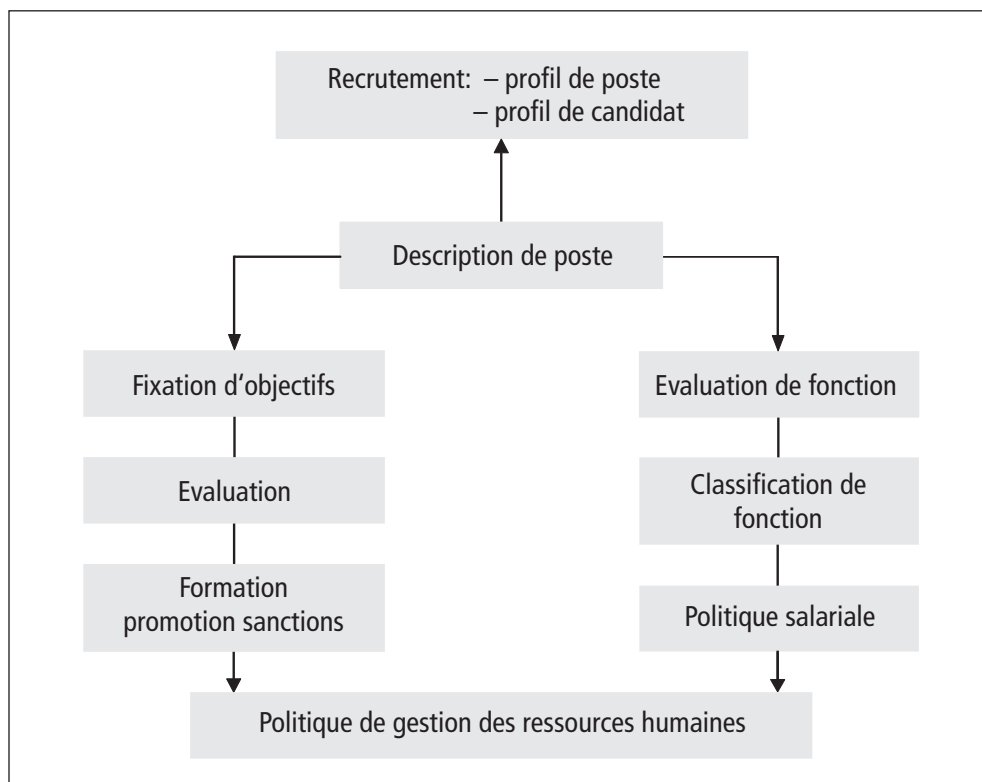 Recrutement: – profil de poste
– profil de candidat
Description de poste
Fixation d‘objectifs
Evaluation de fonction
Evaluation
Classification de
fonction
Formation
promotion sanctions
Politique salariale
Politique de gestion des ressources humaines